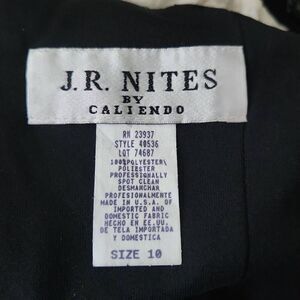 J.R. NITES
BY
CALIENDO
RN 23937
STYLE 40536
LOT 74687
100%POLYESTER\
POLIESTER
PROFESSIONALLY
SPOT CLEAN
DESMANCHAR
PROFESIONALMENTE
MADE IN U.S.A. OF
IMPORTED AND
DOMESTIC FABRIC
HECHO EN EE.UU.
DE TELA IMPORTADA
Y DOMESTICA
SIZE 10